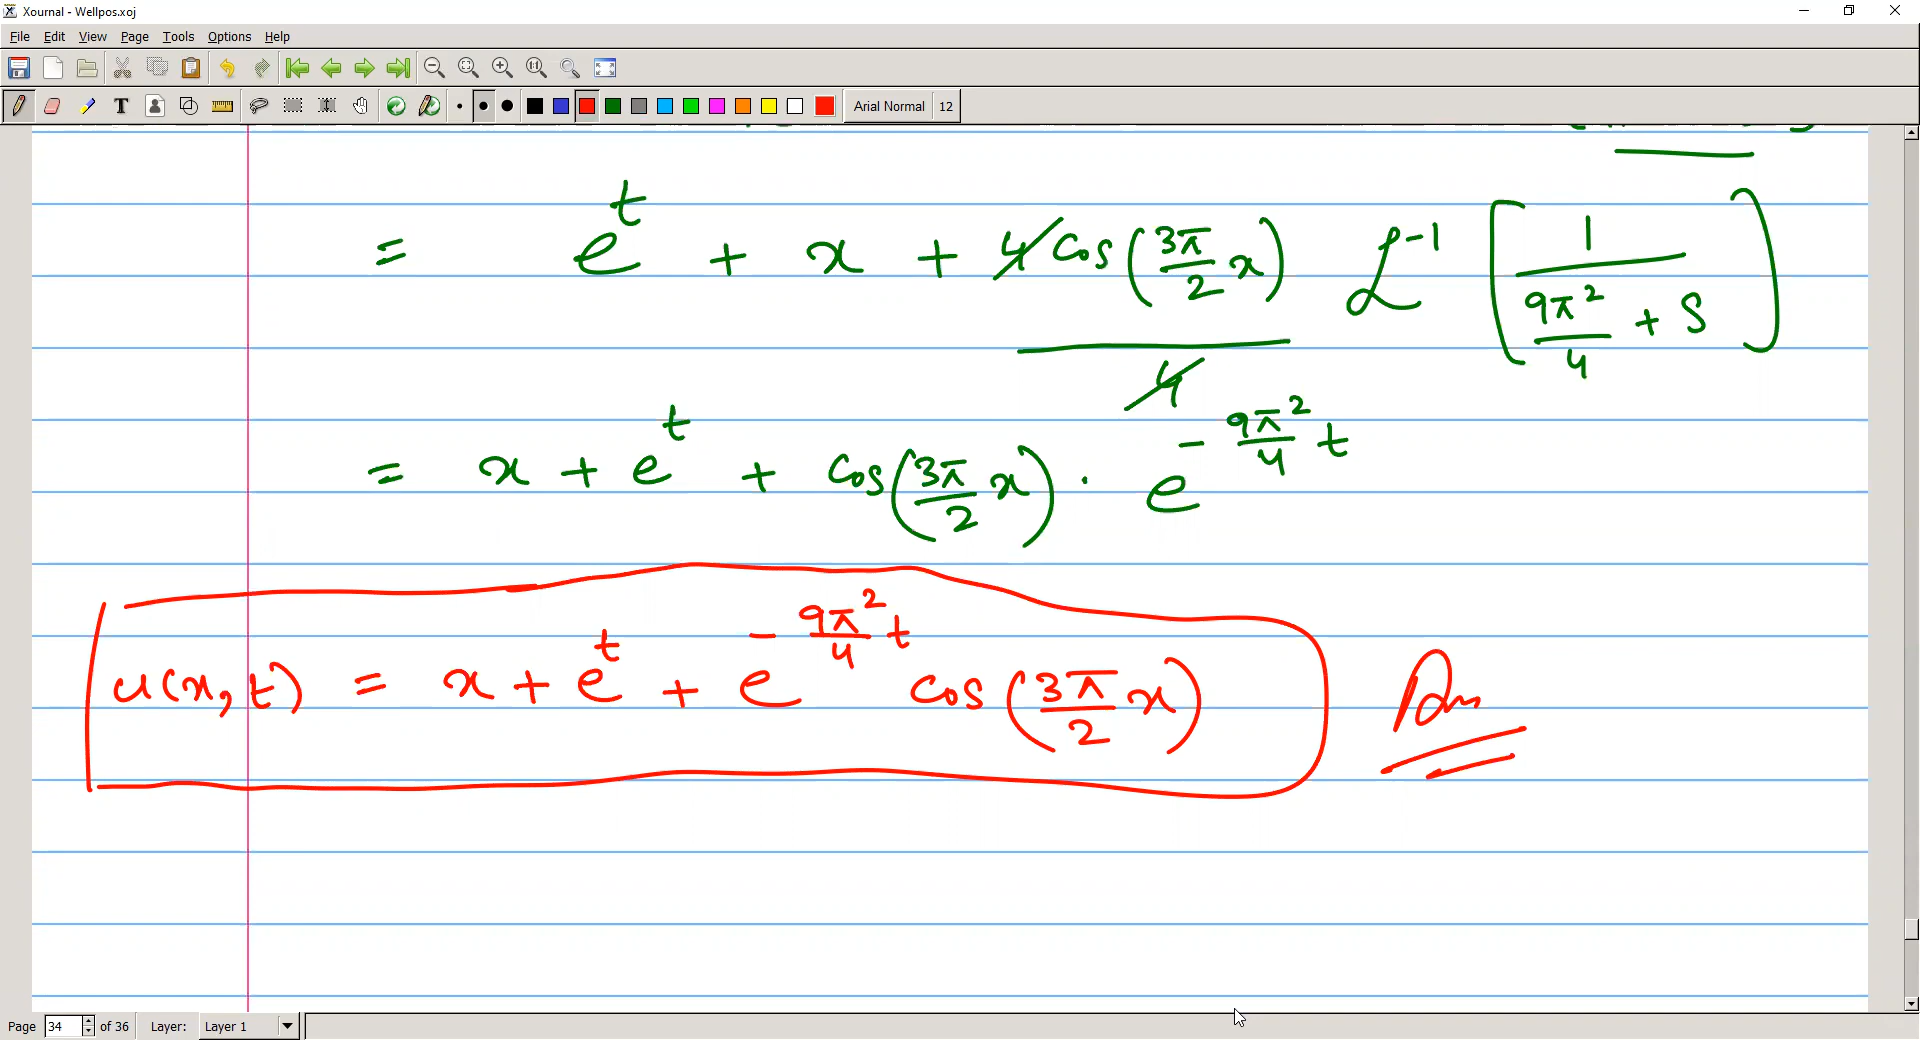 Xournal - Wellpos.xoj
File Edit View Page Tools Options Help
T Arial Normal 12
= e^t + x + 4 cos(3π/2 x) / 4 ℒ^-1 [1 / (9π^2/4 + s)]
= x + e^t + cos(3π/2 x) · e^(- 9π^2/4 t)
u(x, t) = x + e^t + e^(- 9π^2/4 t) cos(3π/2 x) Ans
Page 34 of 36 Layer: Layer 1